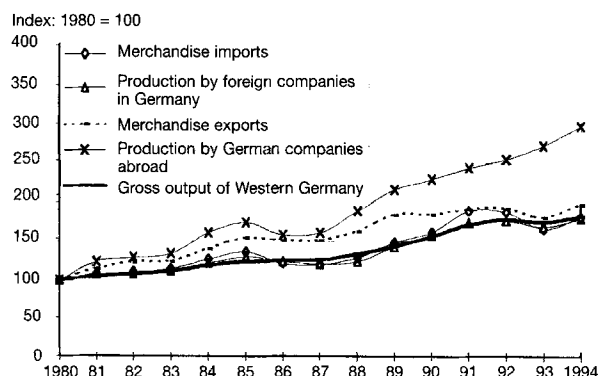 Index: 1980 = 100
400
350
300
250
200
150
100
50
0
Merchandise imports
Production by foreign companies
in Germany
Merchandise exports
Production by German companies
abroad
Gross output of Western Germany
1980 81 82 83 84 85 86 87 88 89 90 91 92 93 1994